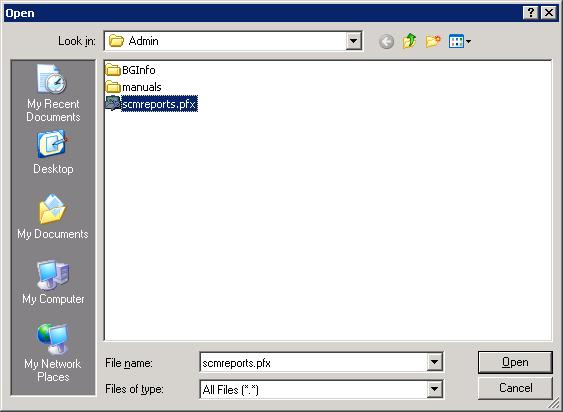 Open
Look in: Admin
My Recent
Documents
Desktop
My Documents
My Computer
My Network
Places
BGInfo
manuals
scmreports.pfx
File name: scmreports.pfx Open
Files of type: All Files (*.*) Cancel